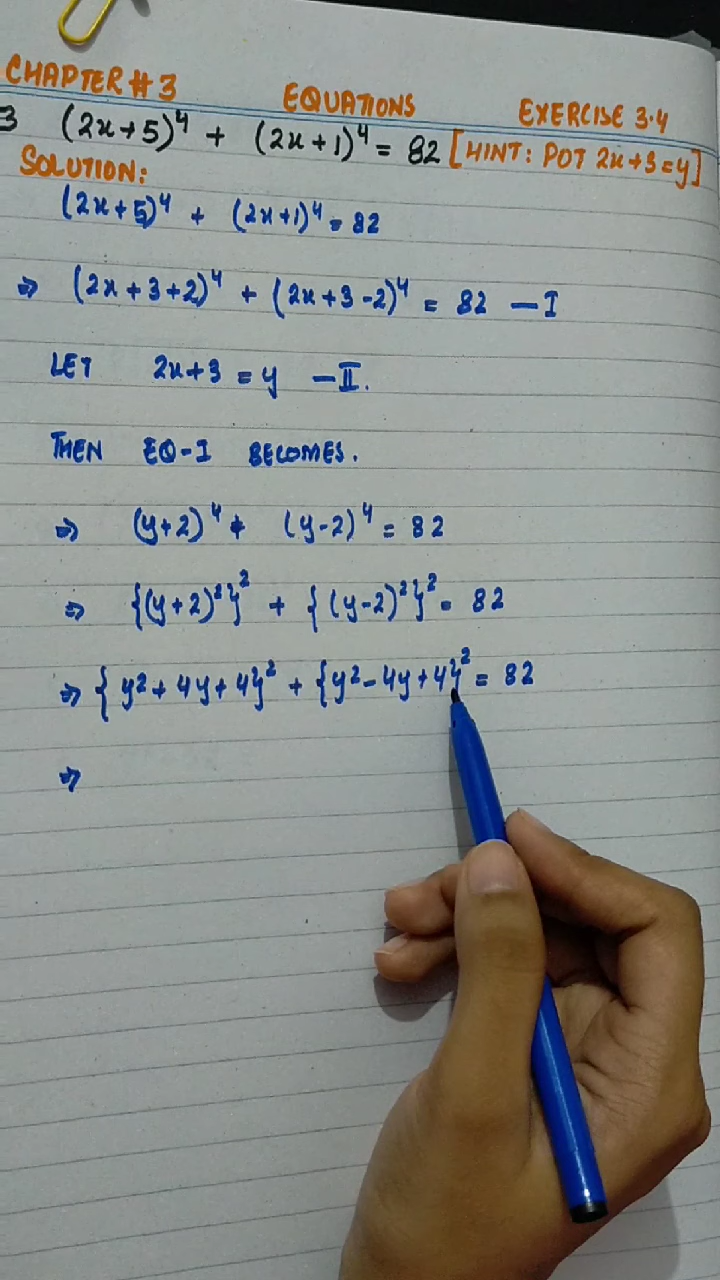 CHAPTER # 3 EQUATIONS EXERCISE 3.4
3 (2x+5)⁴ + (2x+1)⁴ = 82 [HINT: POT 2x+3=y]
SOLUTION:
(2x+5)⁴ + (2x+1)⁴ = 82
⇒ (2x+3+2)⁴ + (2x+3-2)⁴ = 82 — I
LET 2x+3 = y — II.
THEN EQ-I BECOMES.
⇒ (y+2)⁴ + (y-2)⁴ = 82
⇒ {(y+2)²}² + {(y-2)²}² = 82
⇒ {y²+4y+4}² + {y²-4y+4}² = 82
⇒